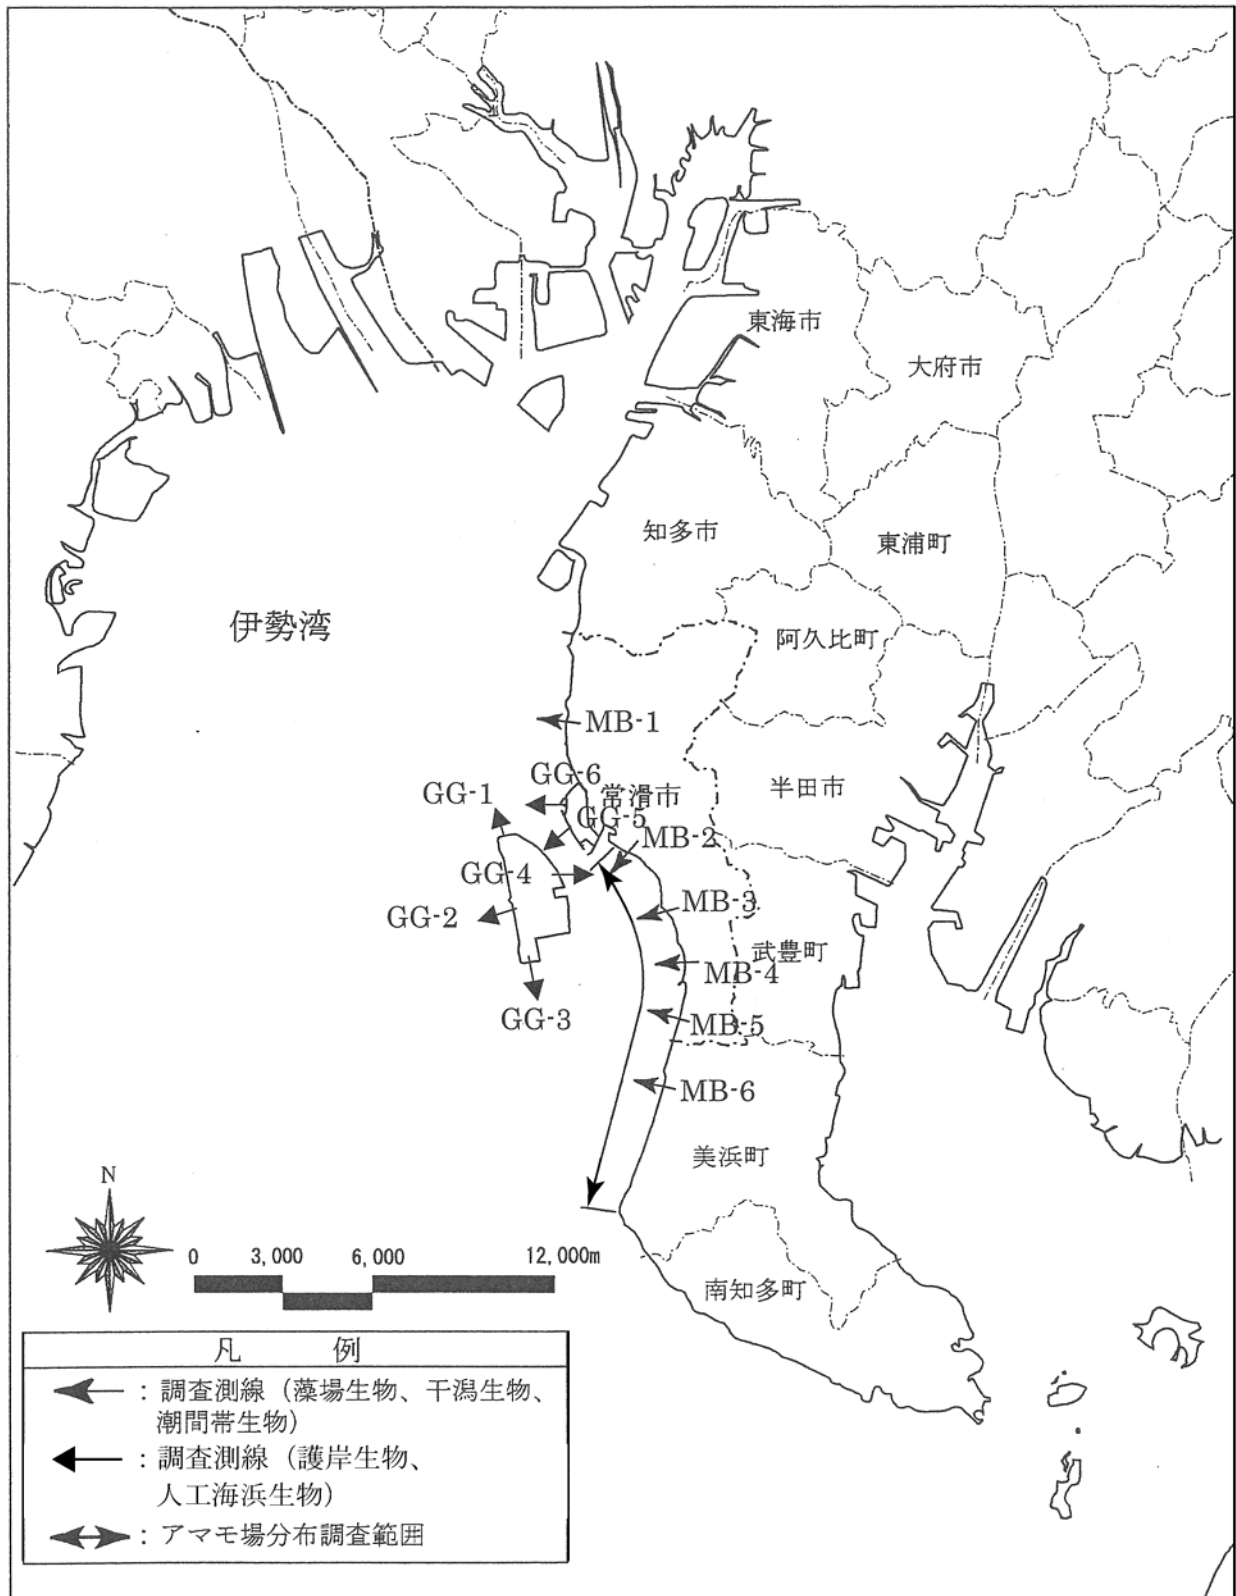 東海市
大府市
知多市
東浦町
伊勢湾
阿久比町
MB-1
GG-6
半田市
GG-1
常滑市
GG-5
MB-2
GG-4
MB-3
GG-2
武豊町
MB-4
GG-3
MB-5
MB-6
美浜町
N
0 3,000 6,000 12,000m
南知多町
凡 例
：調査測線（藻場生物、干潟生物、
潮間帯生物）
：調査測線（護岸生物、
人工海浜生物）
：アマモ場分布調査範囲